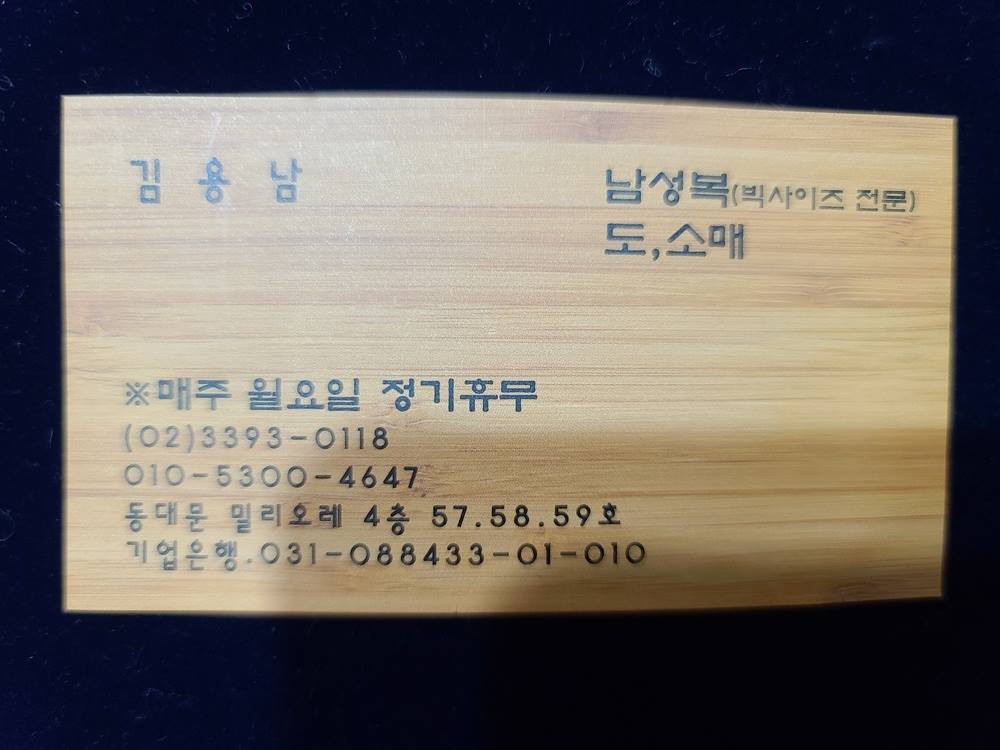 김 용 남
남성복(빅사이즈 전문)
도,소매
※매주 월요일 정기휴무
(02)3393-0118
010-5300-4647
동대문 밀리오레 4층 57.58.59호
기업은행.031-088433-01-010